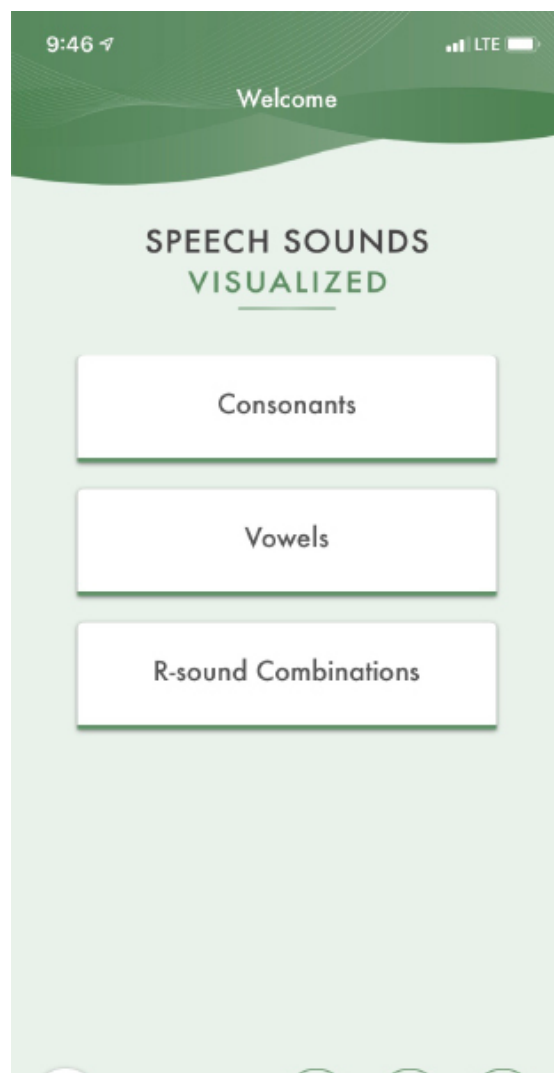 9:46 LTE
Welcome
SPEECH SOUNDS
VISUALIZED
Consonants
Vowels
R-sound Combinations